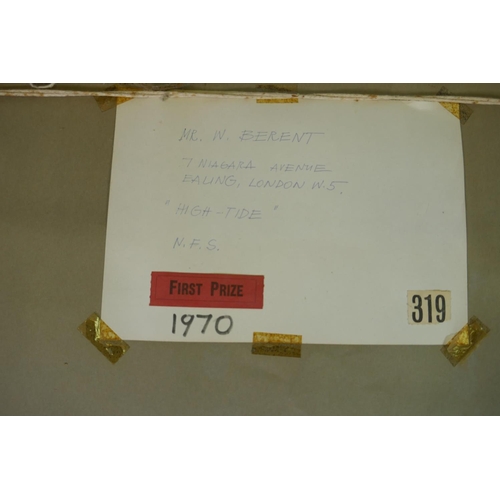 MR. W. BERENT
7 NIAGARA AVENUE
EALING, LONDON W.5.
"HIGH-TIDE"
N.F.S.
FIRST PRIZE
1970
319